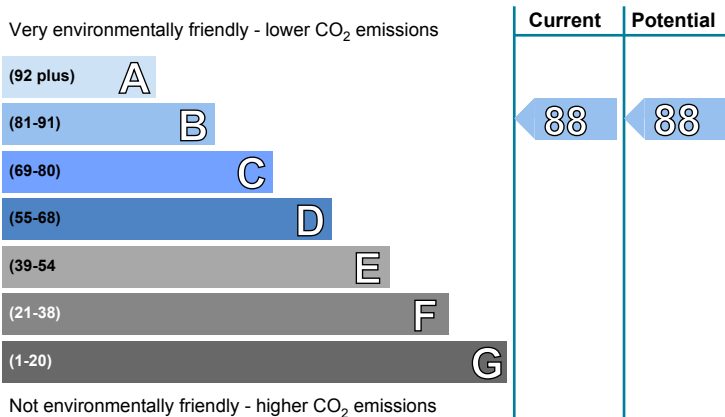 Very environmentally friendly - lower CO₂ emissions
Current
Potential
(92 plus) A
(81-91) B
88
88
(69-80) C
(55-68) D
(39-54 E
(21-38) F
(1-20) G
Not environmentally friendly - higher CO₂ emissions